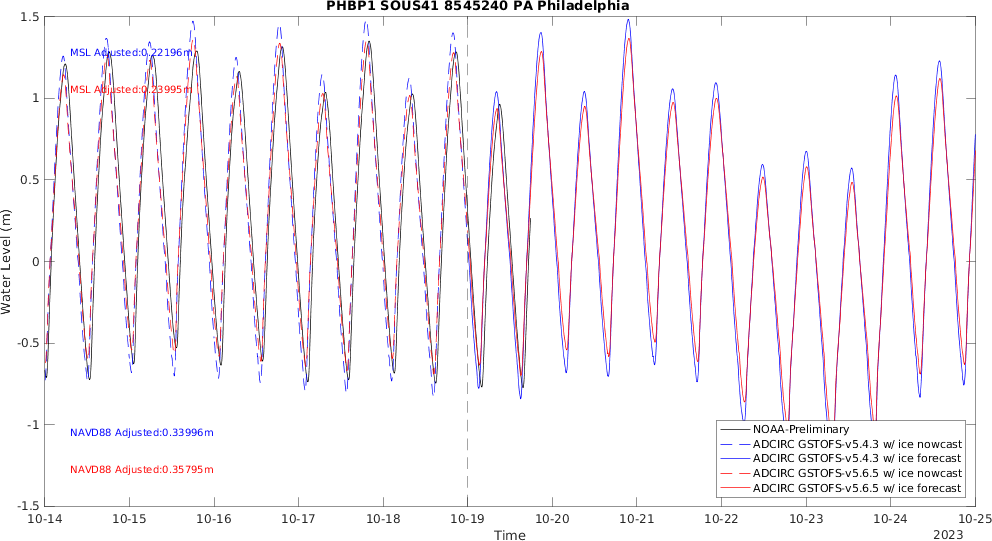 PHBP1 SOUS41 8545240 PA Philadelphia
1.5
MSL Adjusted:0.22196m
MSL Adjusted:0.23995m
1
0.5
0
Water Level (m)
-0.5
-1
NAVD88 Adjusted:0.33996m
NAVD88 Adjusted:0.35795m
NOAA-Preliminary
ADCIRC GSTOFS-v5.4.3 w/ ice nowcast
ADCIRC GSTOFS-v5.4.3 w/ ice forecast
ADCIRC GSTOFS-v5.6.5 w/ ice nowcast
ADCIRC GSTOFS-v5.6.5 w/ ice forecast
-1.5
10-14 10-15 10-16 10-17 10-18 10-19 10-20 10-21 10-22 10-23 10-24 10-25
Time
2023